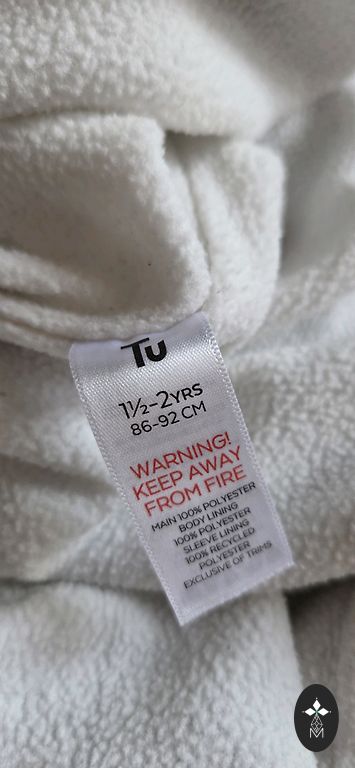 Tu
1½-2YRS
86-92 CM
WARNING!
KEEP AWAY
FROM FIRE
MAIN 100% POLYESTER
BODY LINING
100% POLYESTER
SLEEVE LINING
100% RECYCLED
POLYESTER
EXCLUSIVE OF TRIMS
M